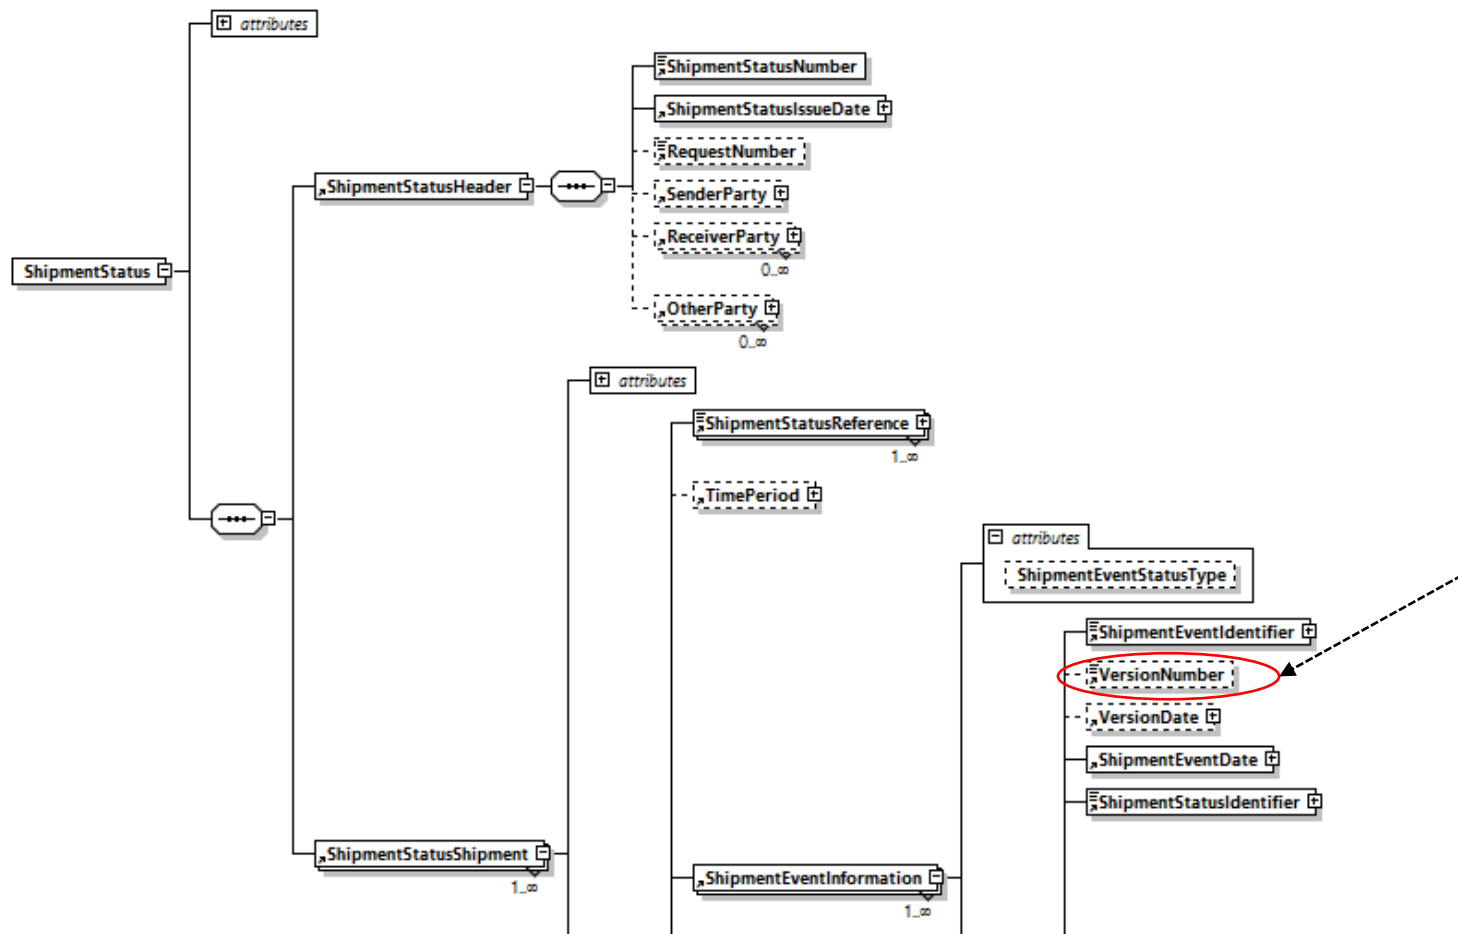 attributes
ShipmentStatusNumber
ShipmentStatusIssueDate
RequestNumber
ShipmentStatusHeader
SenderParty
ReceiverParty
0..∞
ShipmentStatus
OtherParty
0..∞
attributes
ShipmentStatusReference
1..∞
TimePeriod
attributes
ShipmentEventStatusType
ShipmentEventIdentifier
VersionNumber
VersionDate
ShipmentEventDate
ShipmentStatusIdentifier
ShipmentStatusShipment
1..∞
ShipmentEventInformation
1..∞